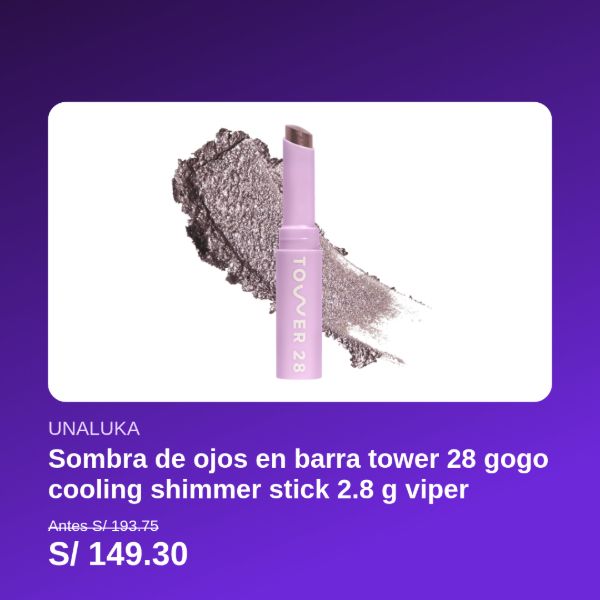 TOWER 28
UNALUKA
Sombra de ojos en barra tower 28 gogo
cooling shimmer stick 2.8 g viper
Antes S/ 193.75
S/ 149.30